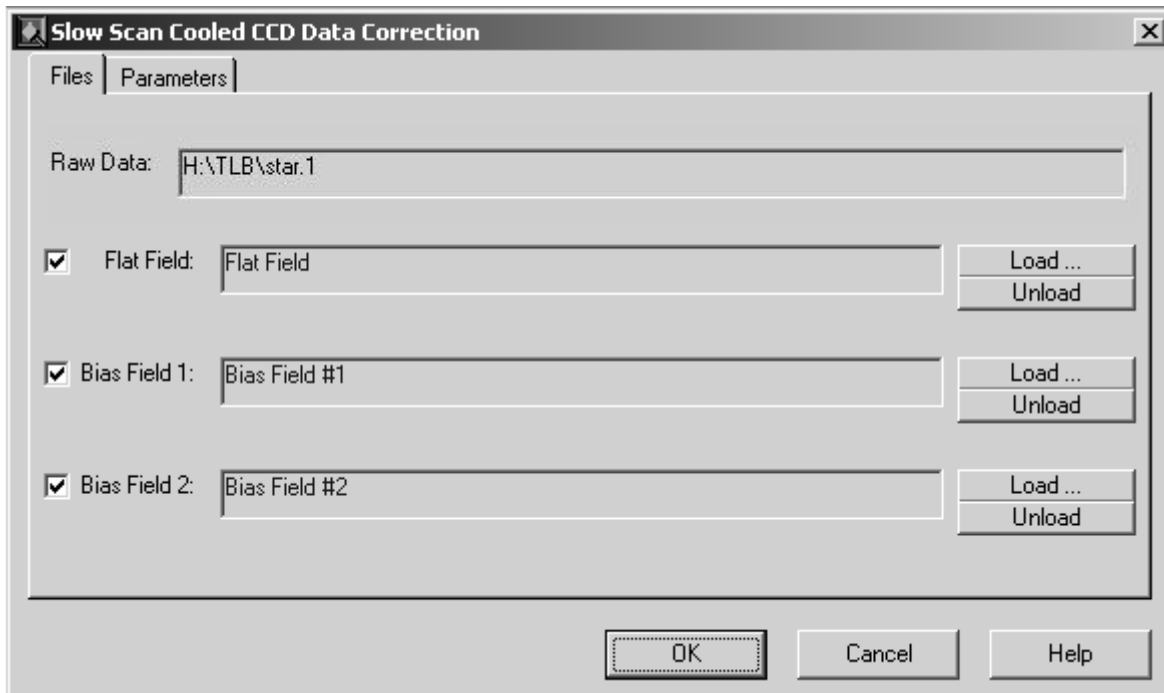 Slow Scan Cooled CCD Data Correction
Files Parameters
Raw Data: H:\TLB\star.1
Flat Field: Flat Field Load ...
Unload
Bias Field 1: Bias Field #1 Load ...
Unload
Bias Field 2: Bias Field #2 Load ...
Unload
OK Cancel Help